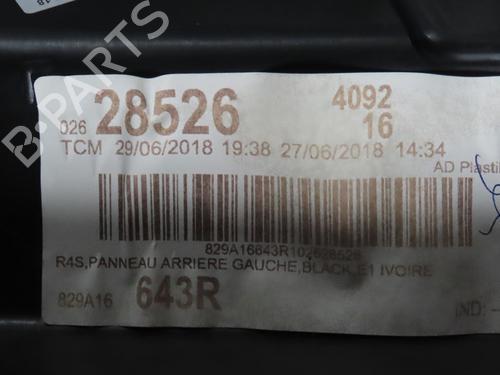 026 28526 4092
16
TCM 29/06/2018 19:38 27/06/2018 14:34
AD Plastik
829A16643R102628526
R4S,PANNEAU ARRIERE GAUCHE,BLACK,E1 IVOIRE
829A16 643R
IND: --
B-PARTS